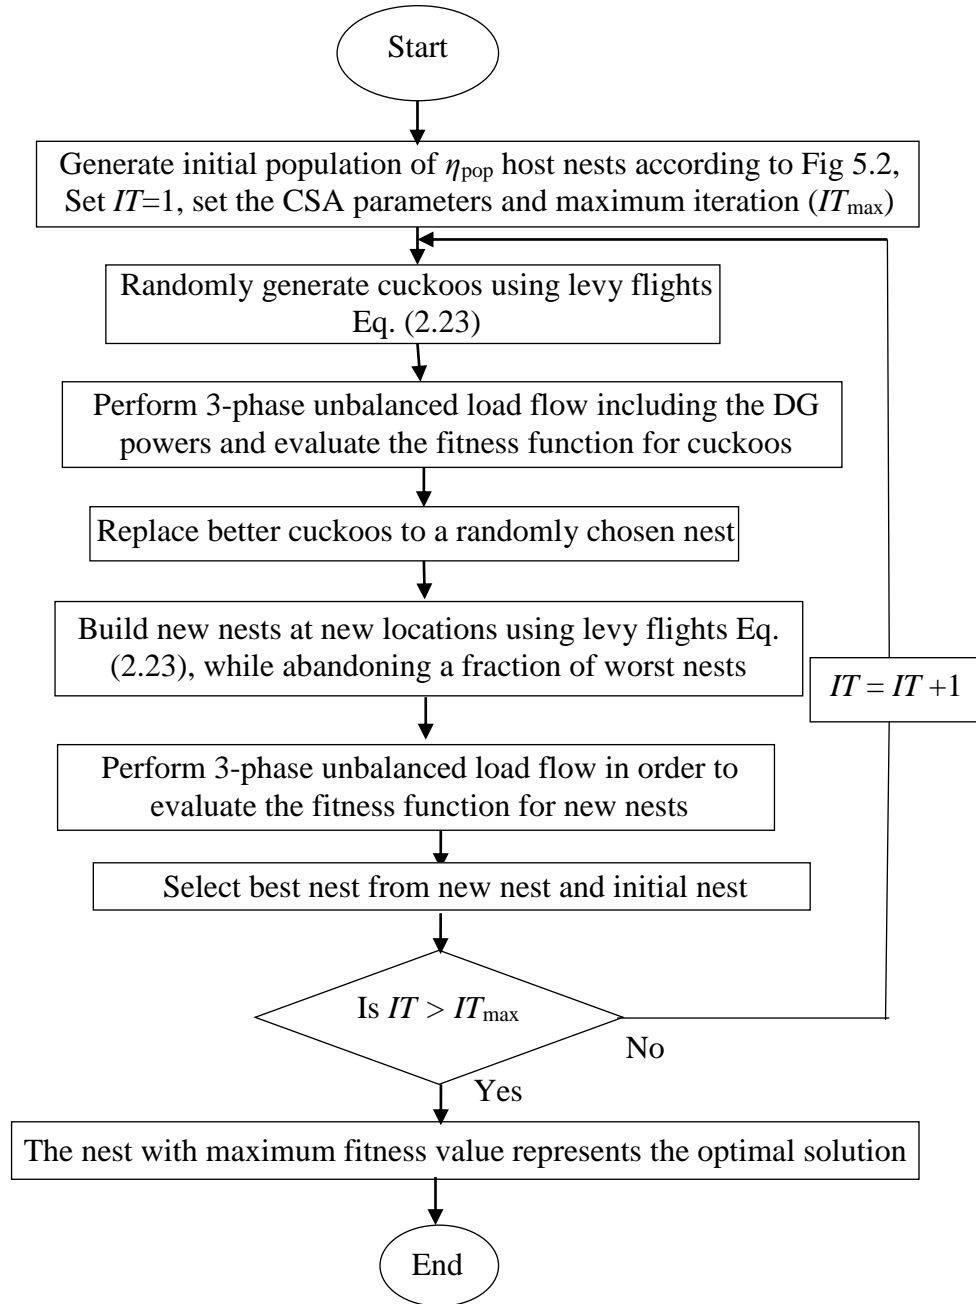 Start
Generate initial population of η_pop host nests according to Fig 5.2,
Set IT=1, set the CSA parameters and maximum iteration (IT_max)
Randomly generate cuckoos using levy flights
Eq. (2.23)
Perform 3-phase unbalanced load flow including the DG
powers and evaluate the fitness function for cuckoos
Replace better cuckoos to a randomly chosen nest
Build new nests at new locations using levy flights Eq.
(2.23), while abandoning a fraction of worst nests
IT = IT +1
Perform 3-phase unbalanced load flow in order to
evaluate the fitness function for new nests
Select best nest from new nest and initial nest
Is IT > IT_max
No
Yes
The nest with maximum fitness value represents the optimal solution
End